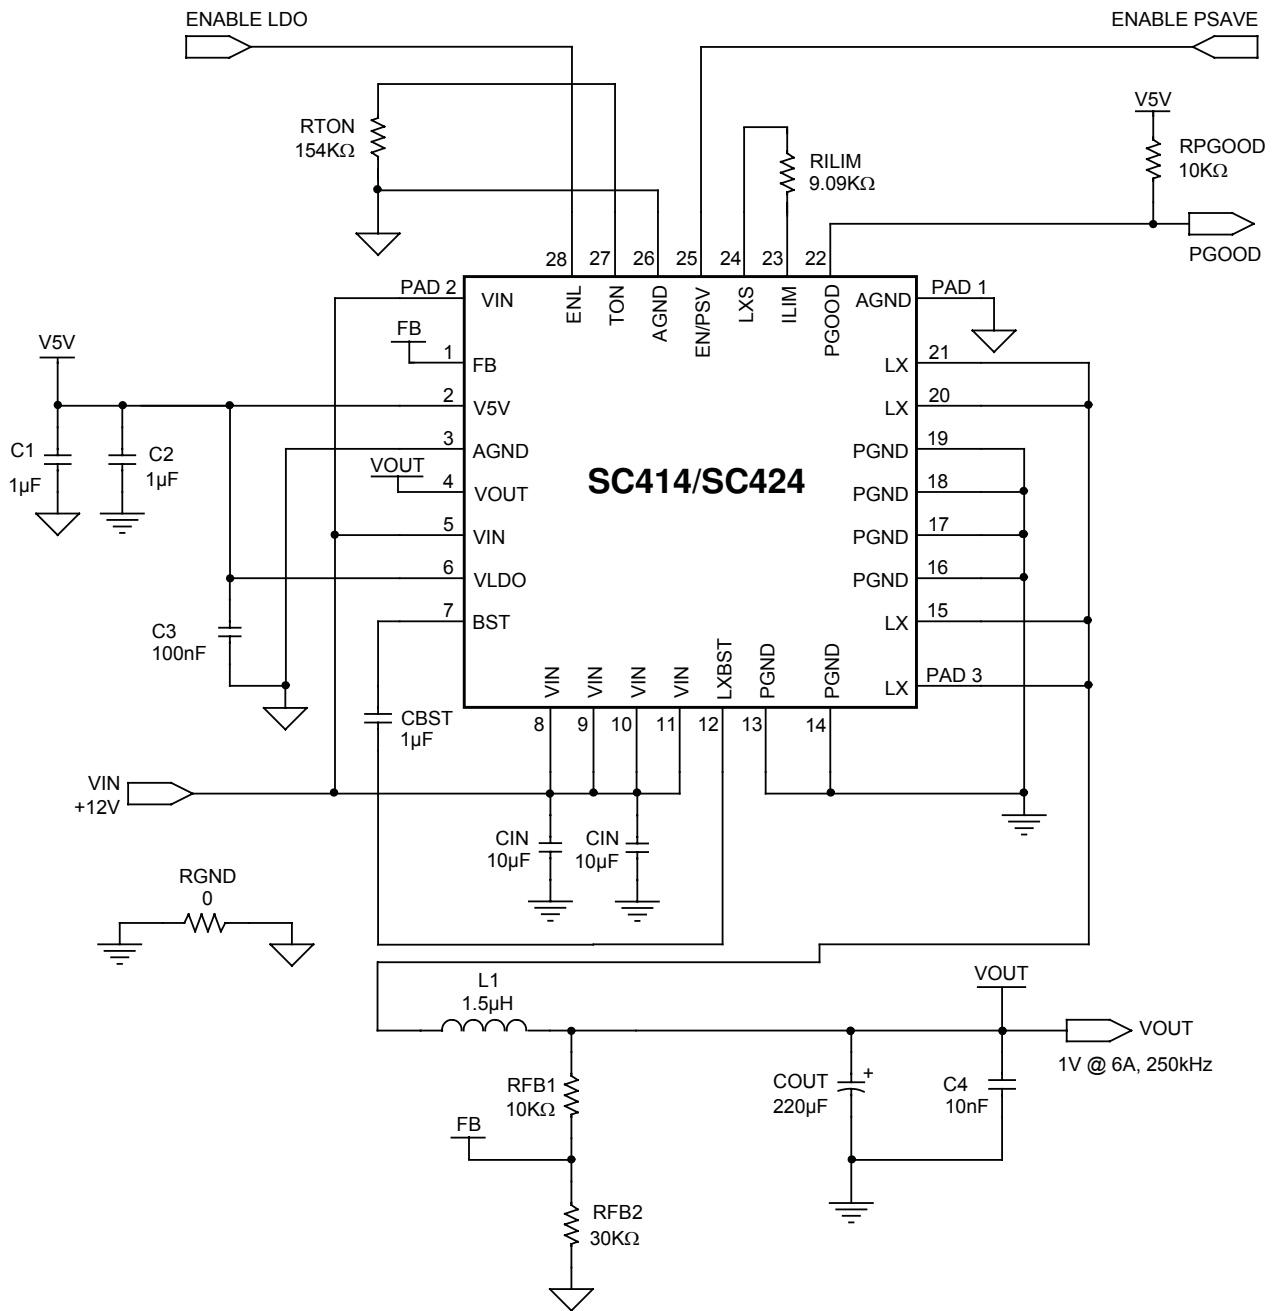 ENABLE LDO
ENABLE PSAVE
V5V
RTON
154KΩ
RILIM
9.09KΩ
RPGOOD
10KΩ
PGOOD
28
27
26
25
24
23
22
ENL
TON
AGND
EN/PSV
LXS
ILIM
PGOOD
PAD 2
VIN
AGND
PAD 1
FB
1
FB
V5V
2
V5V
3
AGND
VOUT
4
VOUT
5
VIN
6
VLDO
7
BST
C1
1µF
C2
1µF
C3
100nF
SC414/SC424
LX
21
LX
20
PGND
19
PGND
18
PGND
17
PGND
16
LX
15
LX
PAD 3
VIN
VIN
VIN
VIN
LXBST
PGND
PGND
8
9
10
11
12
13
14
CBST
1µF
VIN
+12V
CIN
10µF
CIN
10µF
RGND
0
L1
1.5µH
VOUT
VOUT
1V @ 6A, 250kHz
RFB1
10KΩ
COUT
+
220µF
C4
10nF
FB
RFB2
30KΩ